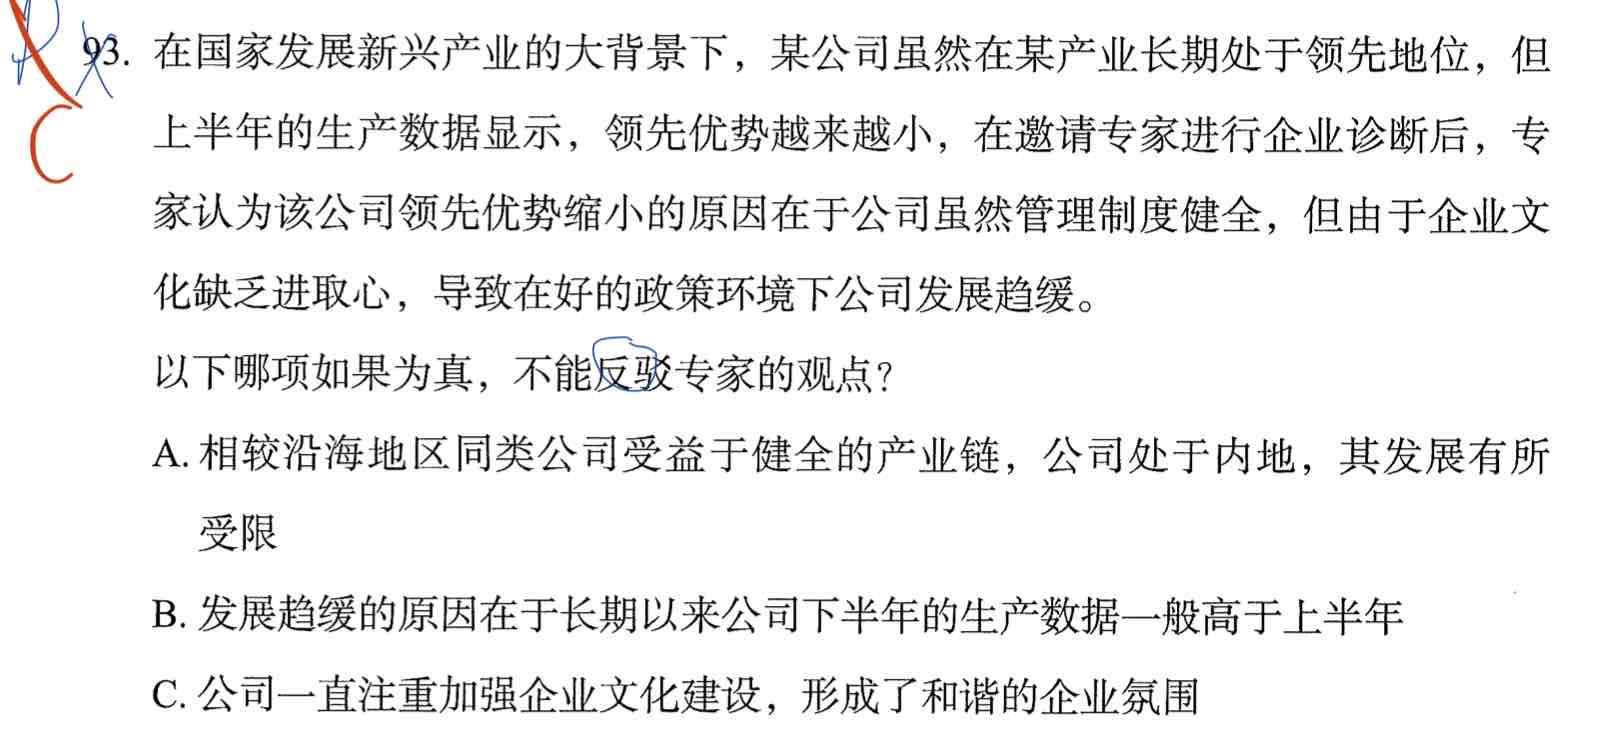 93. 在国家发展新兴产业的大背景下，某公司虽然在某产业长期处于领先地位，但
上半年的生产数据显示，领先优势越来越小，在邀请专家进行企业诊断后，专
家认为该公司领先优势缩小的原因在于公司虽然管理制度健全，但由于企业文
化缺乏进取心，导致在好的政策环境下公司发展趋缓。
以下哪项如果为真，不能反驳专家的观点？
A. 相较沿海地区同类公司受益于健全的产业链，公司处于内地，其发展有所
受限
B. 发展趋缓的原因在于长期以来公司下半年的生产数据一般高于上半年
C. 公司一直注重加强企业文化建设，形成了和谐的企业氛围
C